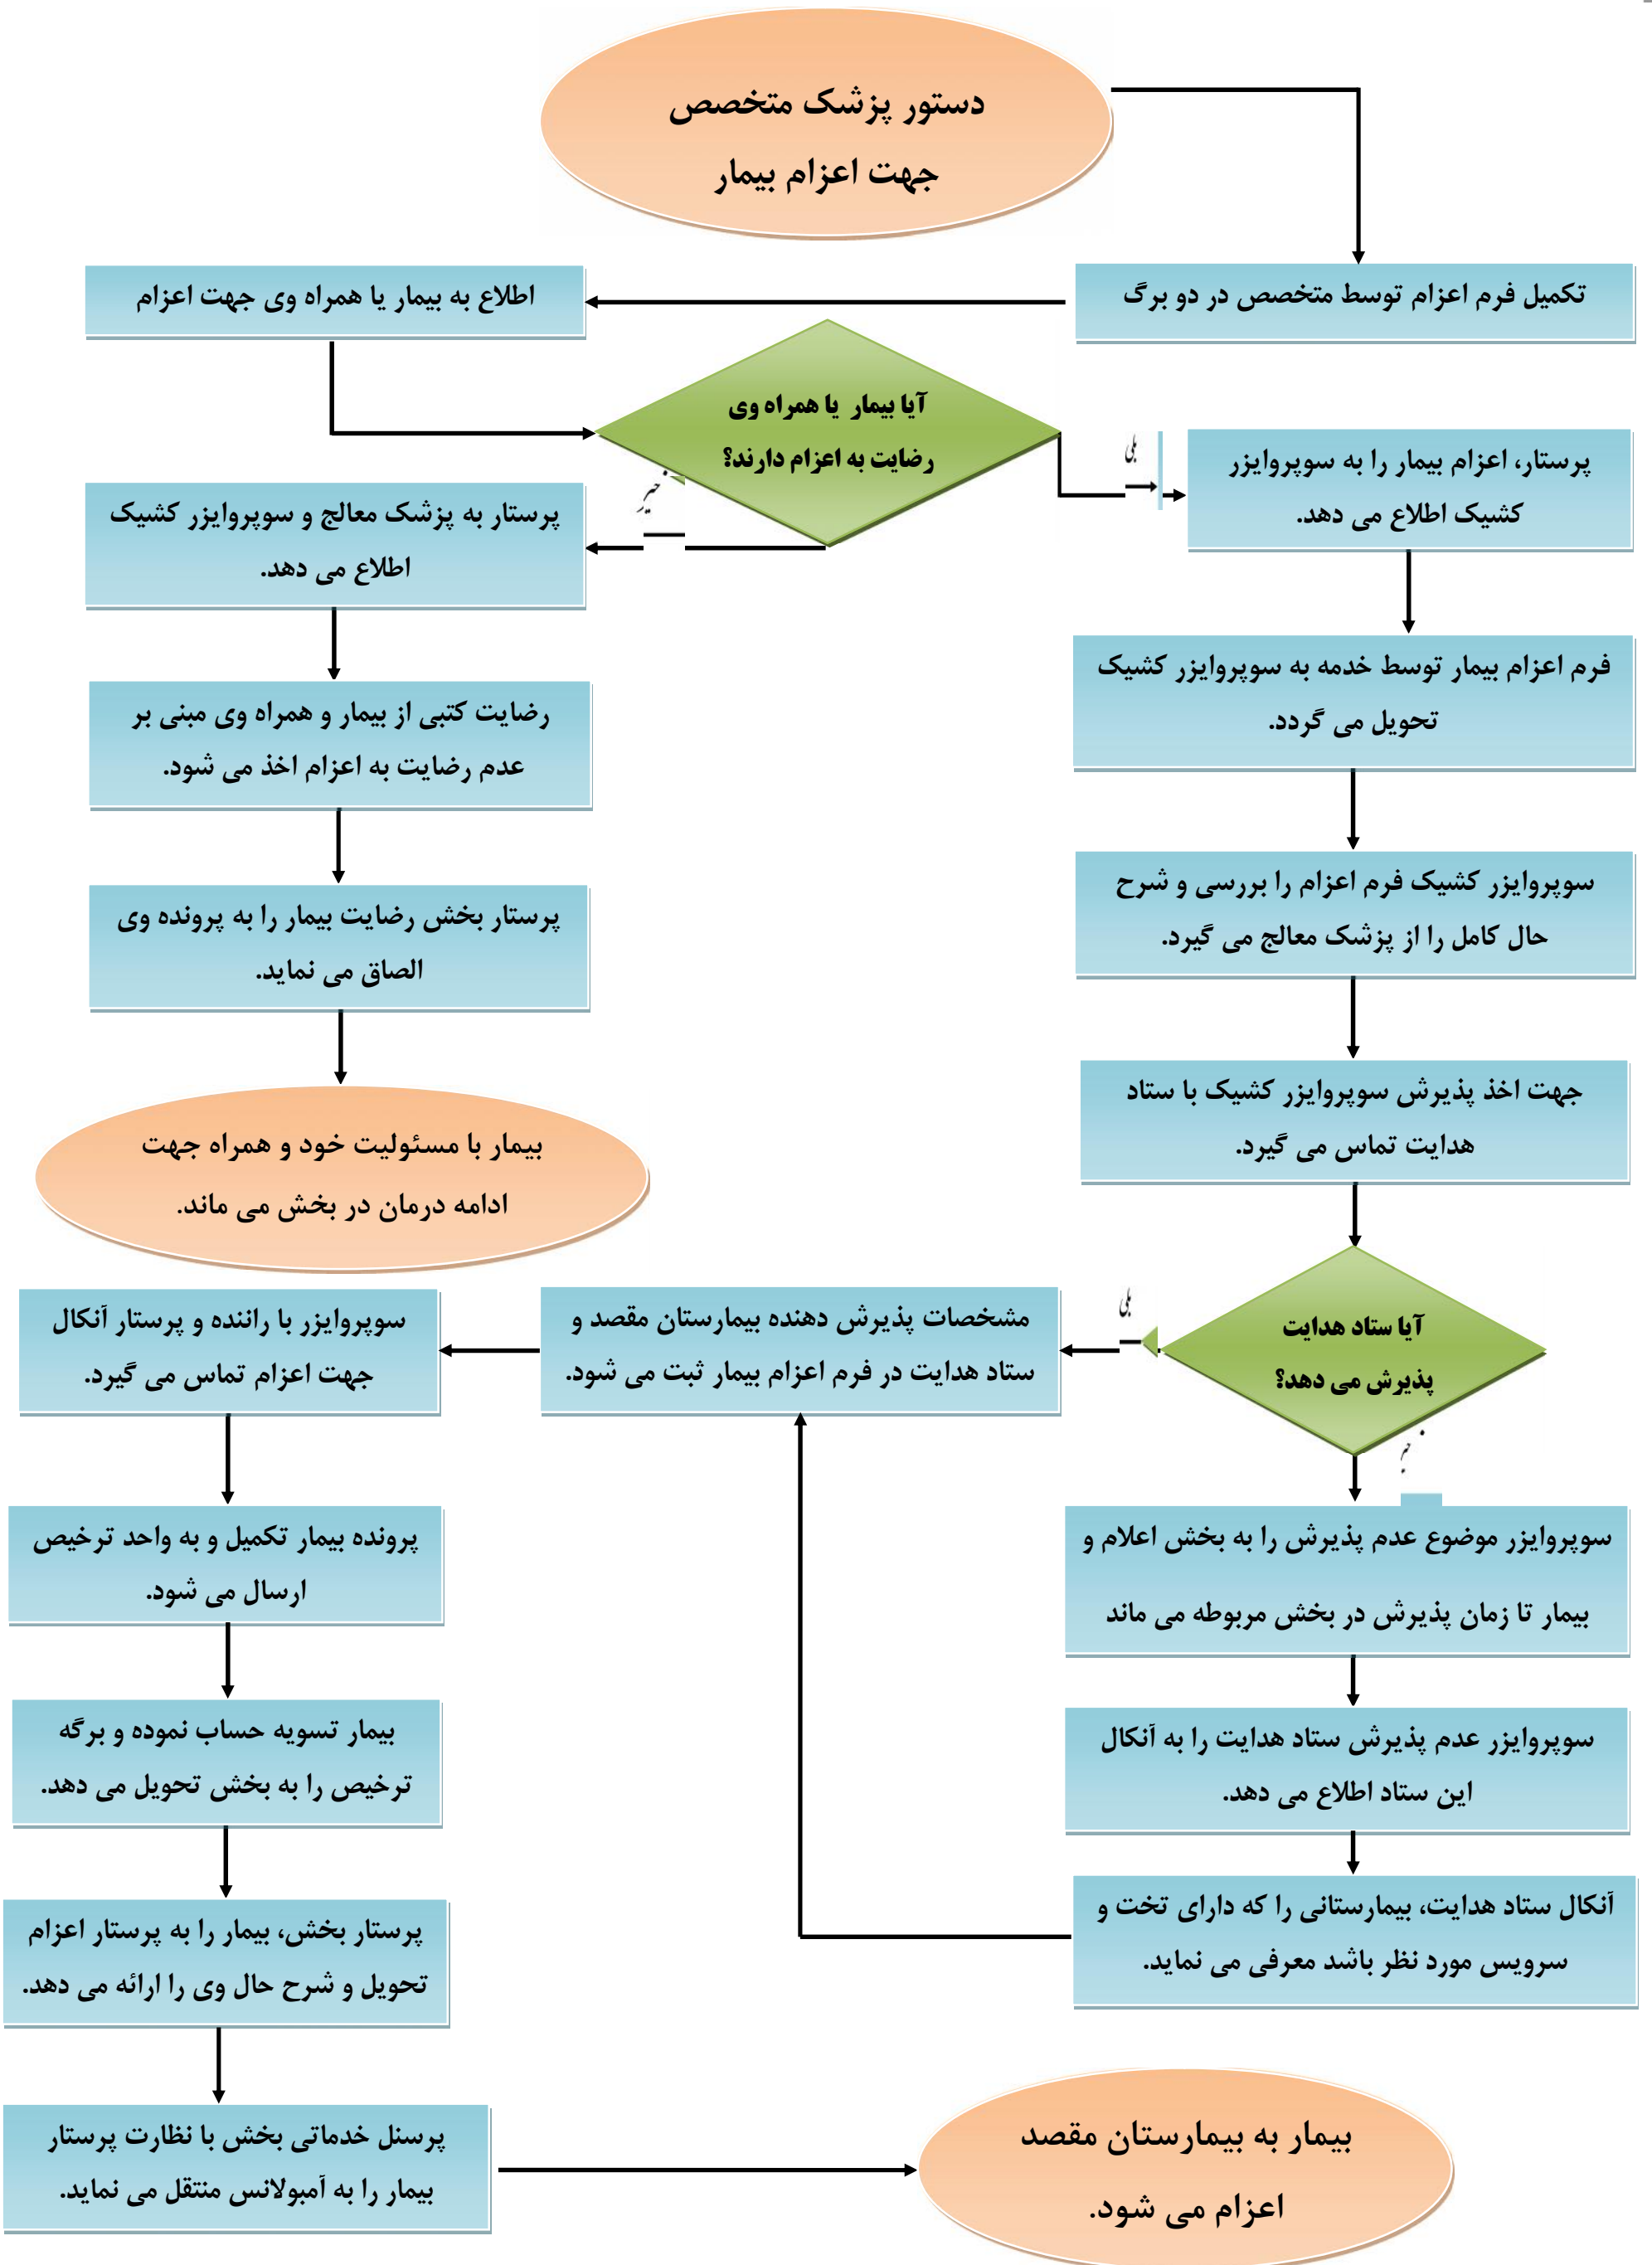 دستور پزشک متخصص
جهت اعزام بیمار
تکمیل فرم اعزام توسط متخصص در دو برگ
اطلاع به بیمار یا همراه وی جهت اعزام
آیا بیمار یا همراه وی
رضایت به اعزام دارند؟
بلی
خیر
پرستار، اعزام بیمار را به سوپروایزر
کشیک اطلاع می دهد.
پرستار به پزشک معالج و سوپروایزر کشیک
اطلاع می دهد.
فرم اعزام بیمار توسط خدمه به سوپروایزر کشیک
تحویل می گردد.
رضایت کتبی از بیمار و همراه وی مبنی بر
عدم رضایت به اعزام اخذ می شود.
سوپروایزر کشیک فرم اعزام را بررسی و شرح
حال کامل را از پزشک معالج می گیرد.
پرستار بخش رضایت بیمار را به پرونده وی
الصاق می نماید.
جهت اخذ پذیرش سوپروایزر کشیک با ستاد
هدایت تماس می گیرد.
بیمار با مسئولیت خود و همراه جهت
ادامه درمان در بخش می ماند.
آیا ستاد هدایت
پذیرش می دهد؟
بلی
خیر
مشخصات پذیرش دهنده بیمارستان مقصد و
ستاد هدایت در فرم اعزام بیمار ثبت می شود.
سوپروایزر با راننده و پرستار آنکال
جهت اعزام تماس می گیرد.
سوپروایزر موضوع عدم پذیرش را به بخش اعلام و
بیمار تا زمان پذیرش در بخش مربوطه می ماند
پرونده بیمار تکمیل و به واحد ترخیص
ارسال می شود.
سوپروایزر عدم پذیرش ستاد هدایت را به آنکال
این ستاد اطلاع می دهد.
بیمار تسویه حساب نموده و برگه
ترخیص را به بخش تحویل می دهد.
آنکال ستاد هدایت، بیمارستانی را که دارای تخت و
سرویس مورد نظر باشد معرفی می نماید.
پرستار بخش، بیمار را به پرستار اعزام
تحویل و شرح حال وی را ارائه می دهد.
پرسنل خدماتی بخش با نظارت پرستار
بیمار را به آمبولانس منتقل می نماید.
بیمار به بیمارستان مقصد
اعزام می شود.